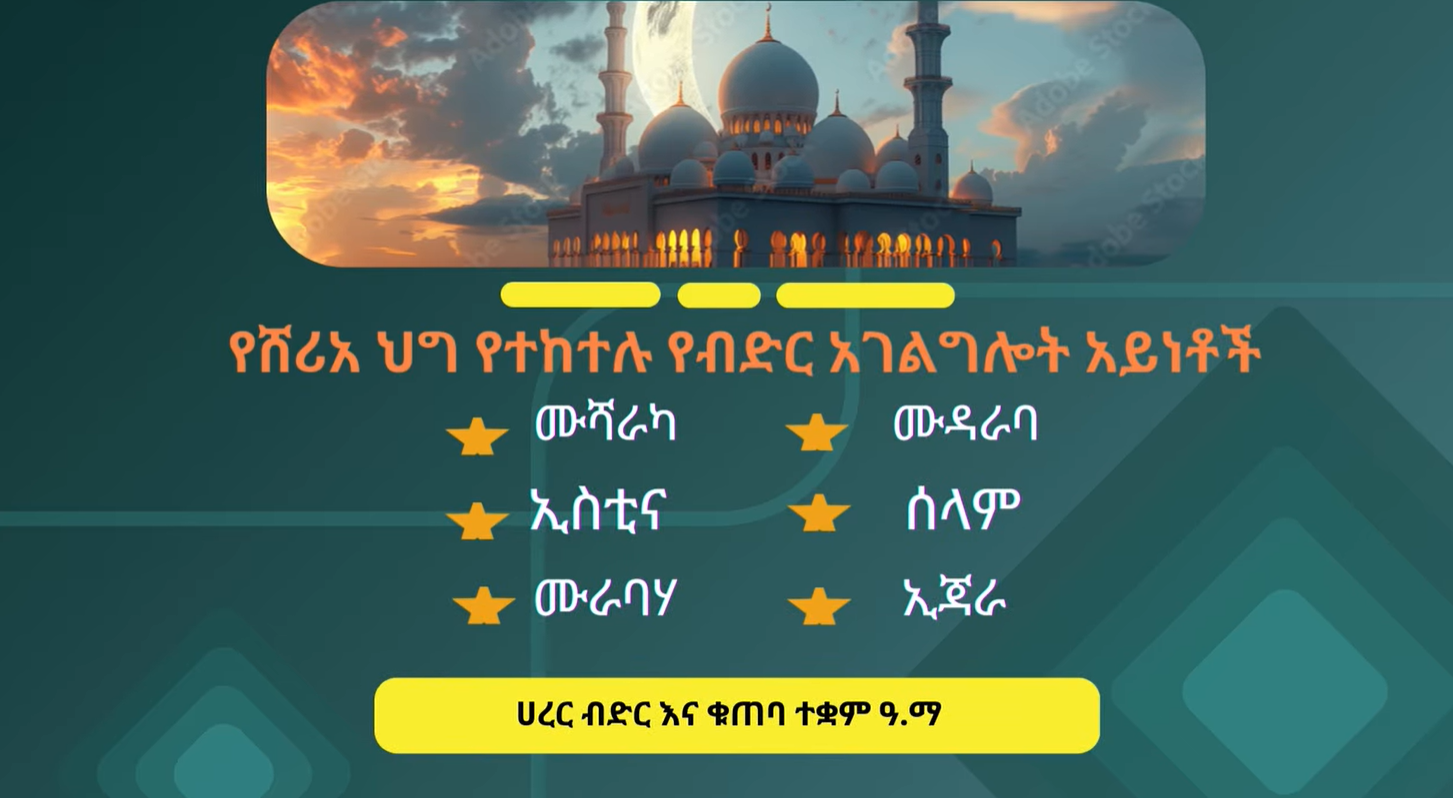 የሸሪአ ህግ የተከተሉ የብድር አገልግሎት አይነቶች
ሙሻራካ ሙዳራባ
ኢስቲና ሰላም
ሙራባሃ ኢጃራ
ሀረር ብድር እና ቁጠባ ተቋም ዓ.ማ